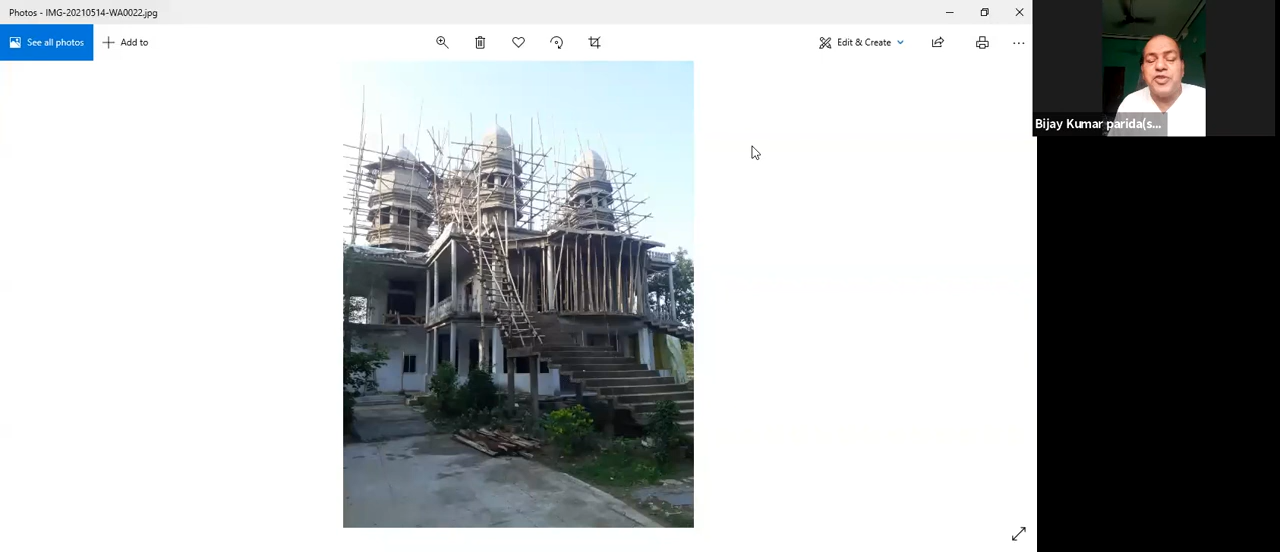 Photos - IMG-20210514-WA0022.jpg
See all photos
Add to
Edit & Create
Bijay Kumar parida(s...